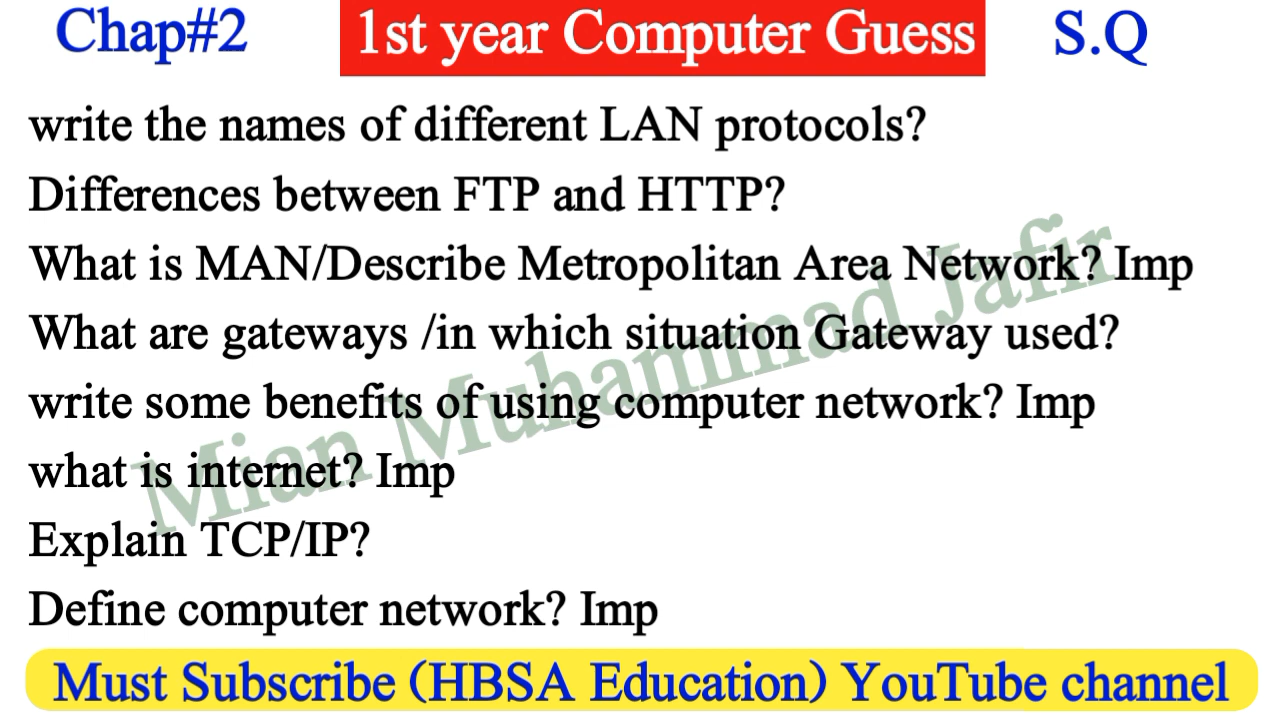 Chap#2 1st year Computer Guess S.Q
write the names of different LAN protocols?
Differences between FTP and HTTP?
What is MAN/Describe Metropolitan Area Network? Imp
What are gateways /in which situation Gateway used?
write some benefits of using computer network? Imp
what is internet? Imp
Explain TCP/IP?
Define computer network? Imp
Mian Muhammad Jafir
Must Subscribe (HBSA Education) YouTube channel